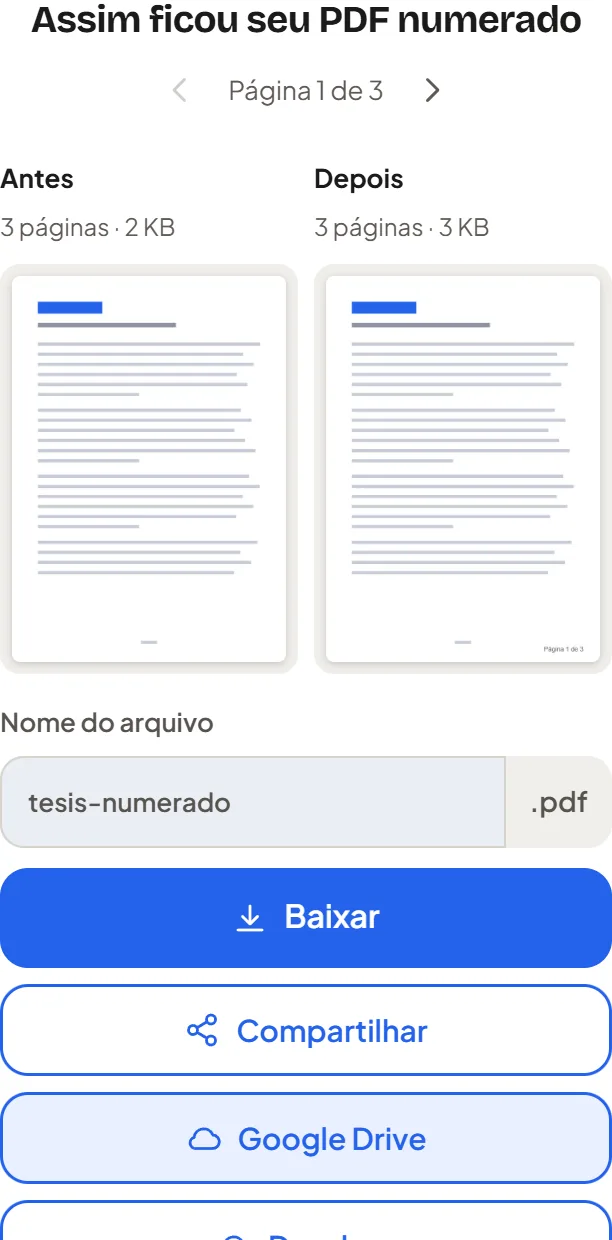 Assim ficou seu PDF numerado
Página 1 de 3
Antes
3 páginas · 2 KB
Depois
3 páginas · 3 KB
Página 1 de 3
Nome do arquivo
tesis-numerado
.pdf
Baixar
Compartilhar
Google Drive